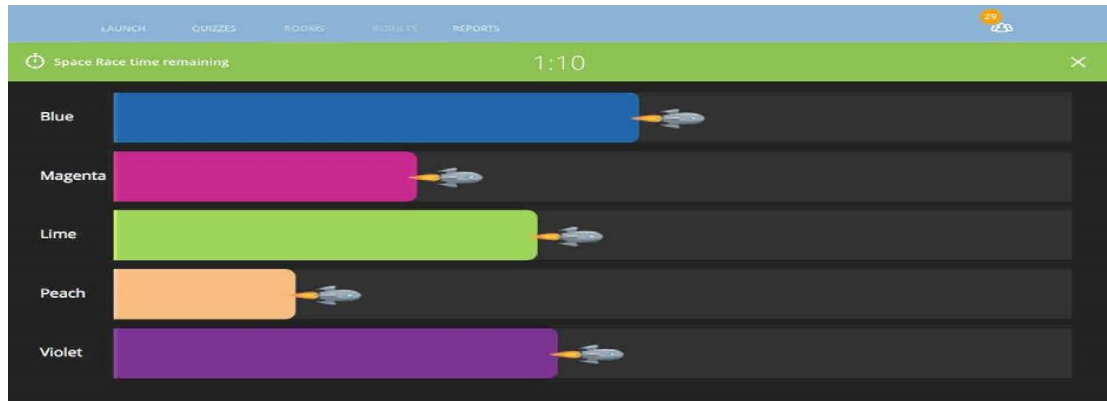 LAUNCH QUIZZES ROOMS RESULTS REPORTS 29
Space Race time remaining 1:10
Blue
Magenta
Lime
Peach
Violet